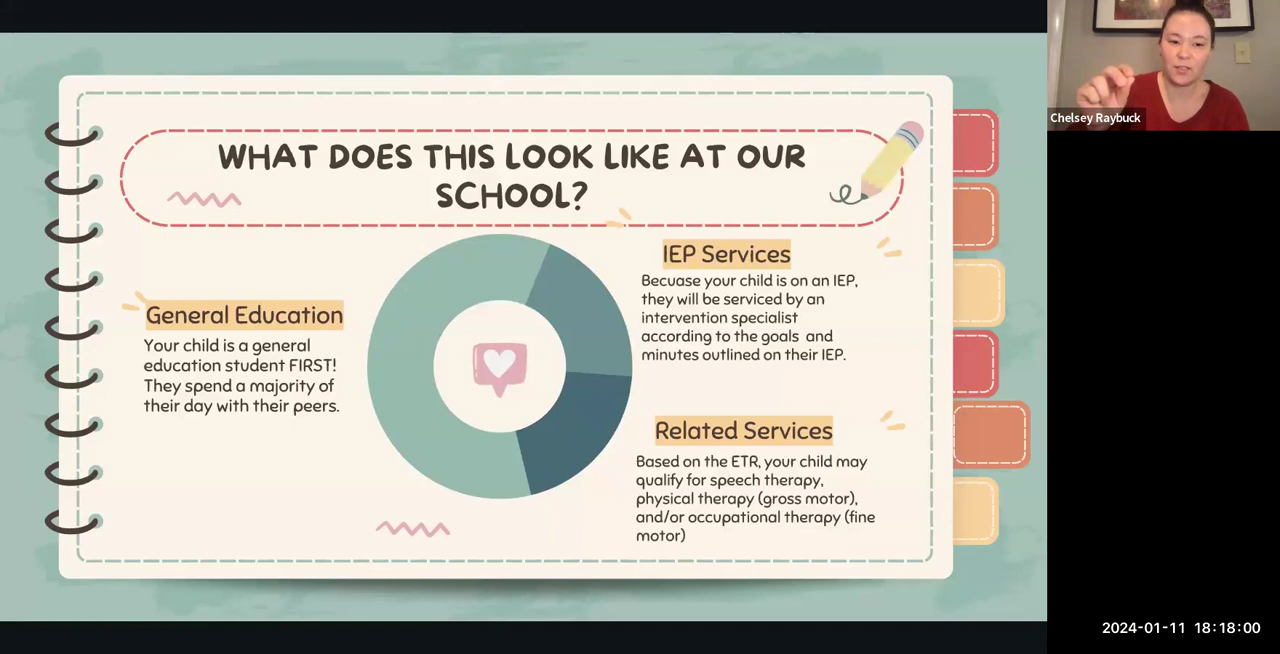 WHAT DOES THIS LOOK LIKE AT OUR
SCHOOL?
General Education
Your child is a general
education student FIRST!
They spend a majority of
their day with their peers.
IEP Services
Becuase your child is on an IEP,
they will be serviced by an
intervention specialist
according to the goals and
minutes outlined on their IEP.
Related Services
Based on the ETR, your child may
qualify for speech therapy,
physical therapy (gross motor),
and/or occupational therapy (fine
motor)
Chelsey Raybuck
2024-01-11 18:18:00